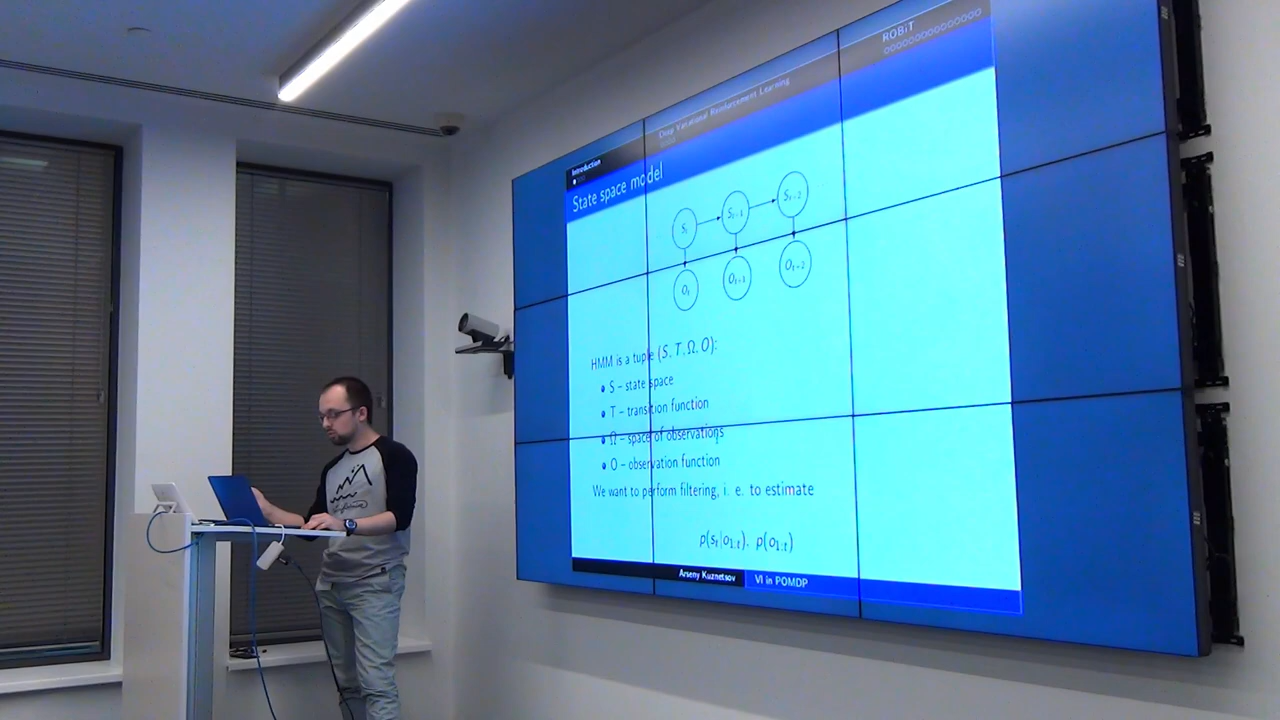 Introduction
Deep Variational Reinforcement Learning
ROBiT
State space model
S_t
S_{t+1}
S_{t+2}
O_t
O_{t+1}
O_{t+2}
HMM is a tuple (S, T, Ω, O):
• S – state space
• T – transition function
• Ω – space of observations
• O – observation function
We want to perform filtering, i. e. to estimate
p(s_t|o_{1:t}), p(o_{1:t})
Arseny Kuznetsov
VI in POMDP